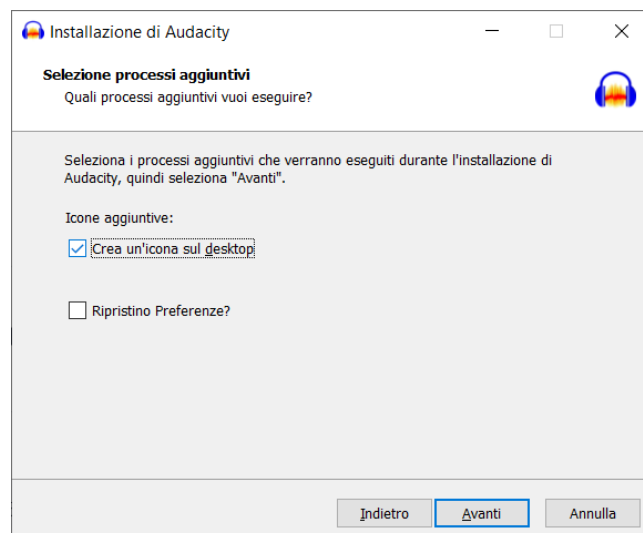 Installazione di Audacity
Selezione processi aggiuntivi
Quali processi aggiuntivi vuoi eseguire?
Seleziona i processi aggiuntivi che verranno eseguiti durante l'installazione di
Audacity, quindi seleziona "Avanti".
Icone aggiuntive:
Crea un'icona sul desktop
Ripristino Preferenze?
Indietro Avanti Annulla